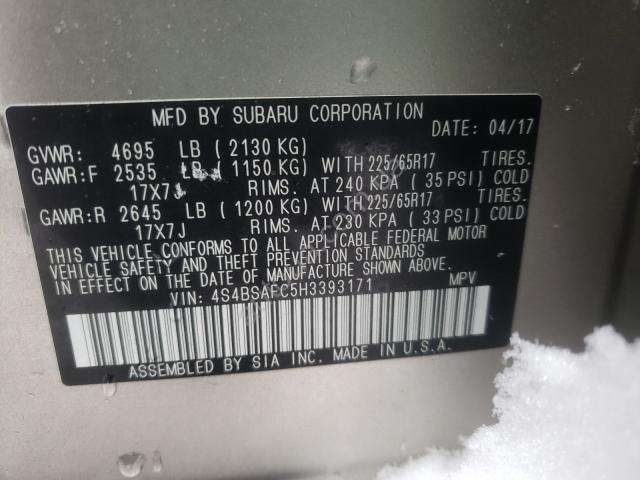 MFD BY SUBARU CORPORATION
DATE: 04/17
GVWR: 4695 LB ( 2130 KG)
GAWR:F 2535 LB ( 1150 KG) WITH 225/65R17 TIRES.
17X7J RIMS. AT 240 KPA ( 35 PSI) COLD
GAWR:R 2645 LB ( 1200 KG) WITH 225/65R17 TIRES.
17X7J RIMS. AT 230 KPA ( 33 PSI) COLD
THIS VEHICLE CONFORMS TO ALL APPLICABLE FEDERAL MOTOR
VEHICLE SAFETY AND THEFT PREVENTION STANDARDS
IN EFFECT ON THE DATE OF MANUFACTURE SHOWN ABOVE.
VIN: 4S4BSAFC5H3393171 MPV
ASSEMBLED BY SIA INC. MADE IN U.S.A.